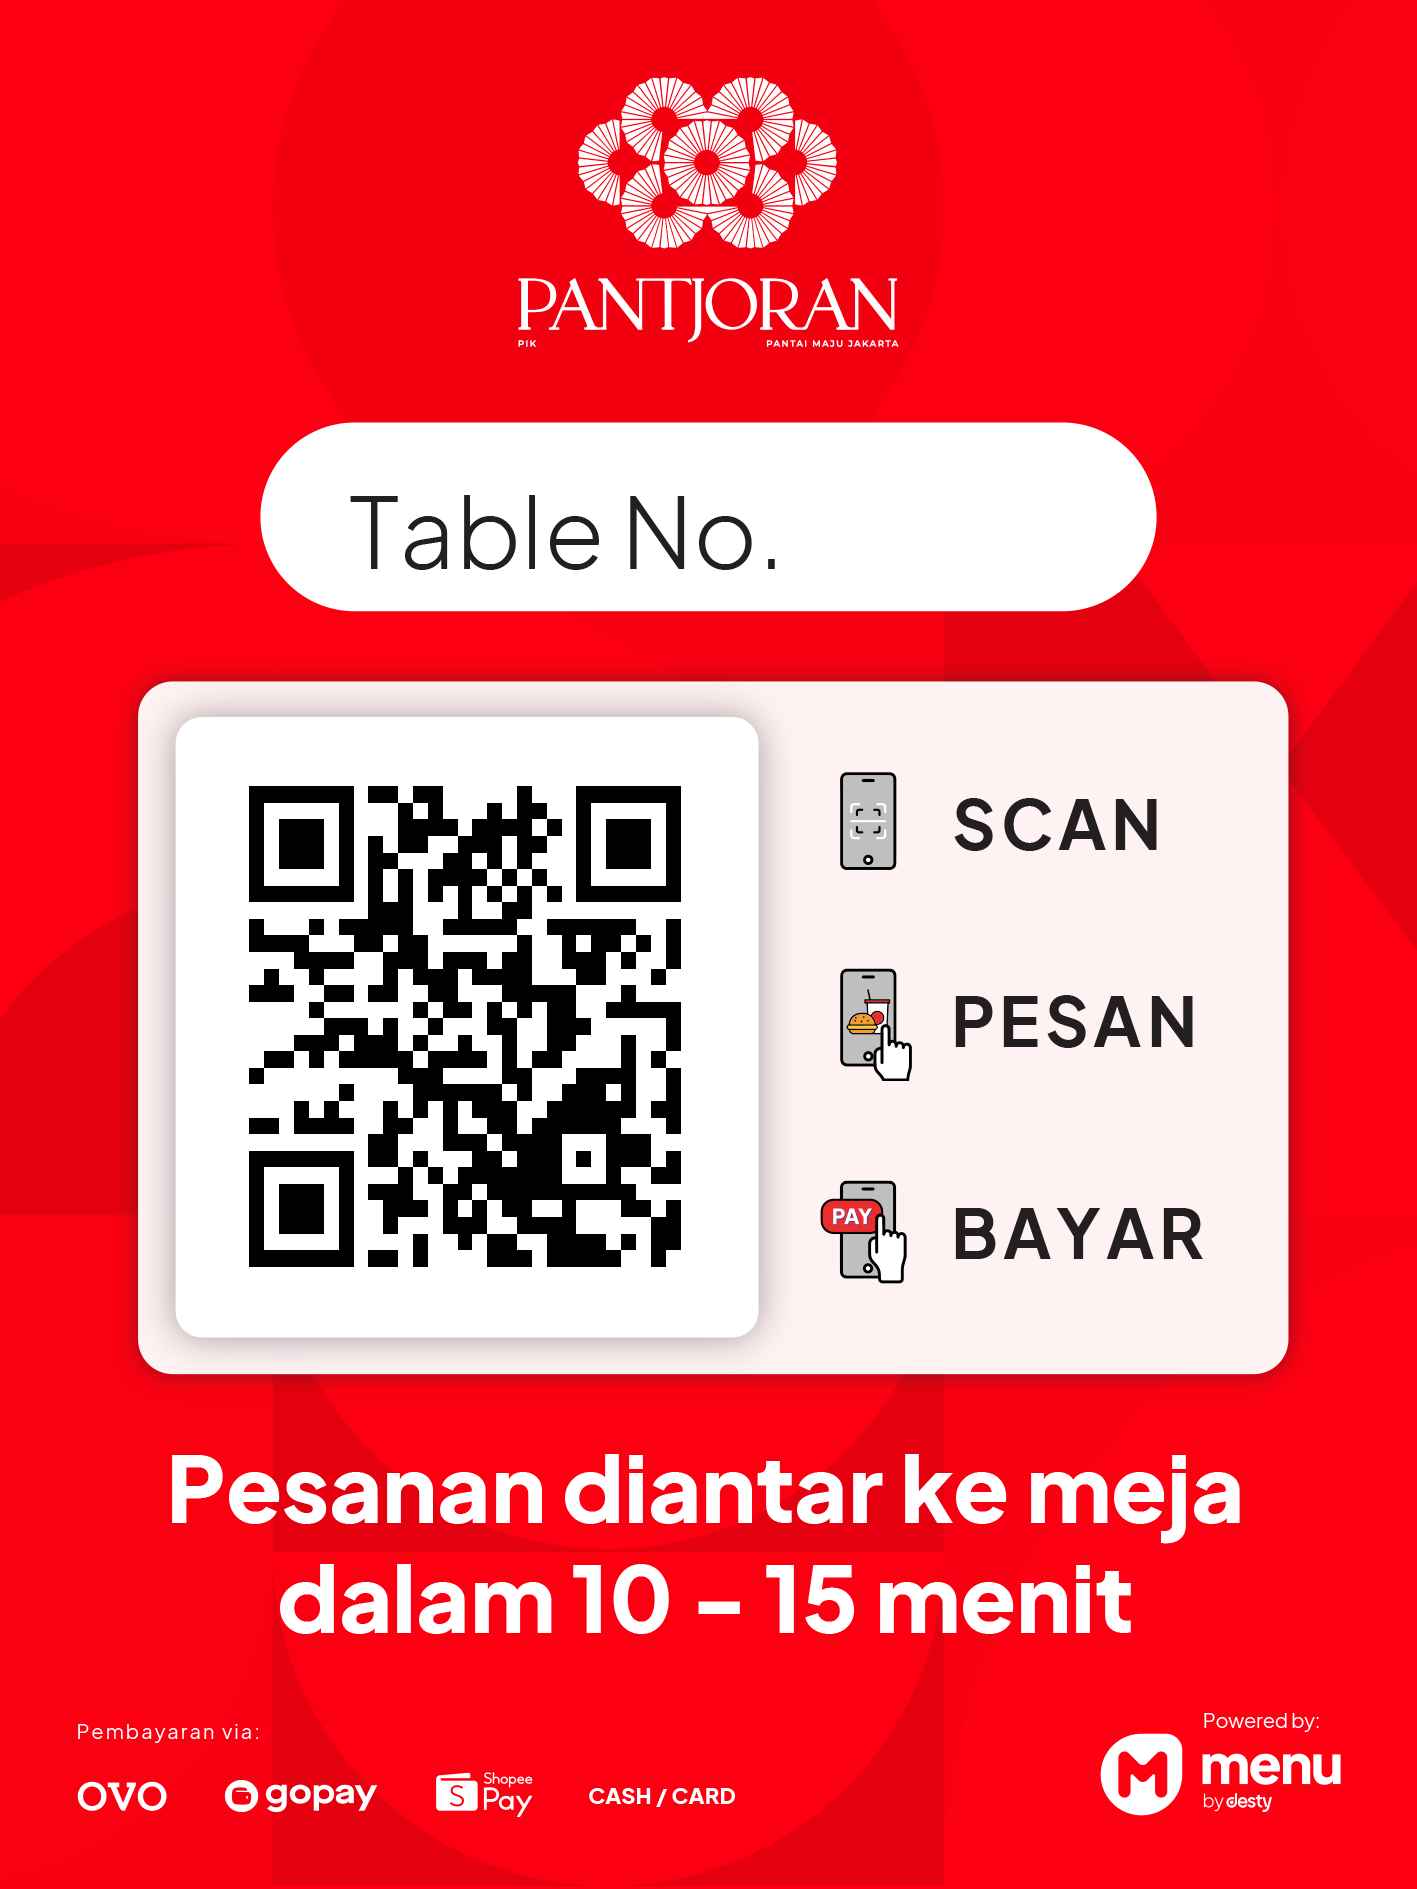 PANTJORAN
PIK
PANTAI MAJU JAKARTA
Table No.
SCAN
PESAN
PAY
BAYAR
Pesanan diantar ke meja
dalam 10 – 15 menit
Pembayaran via:
OVO
gopay
S
Shopee
Pay
CASH / CARD
Powered by:
M
menu
by desty